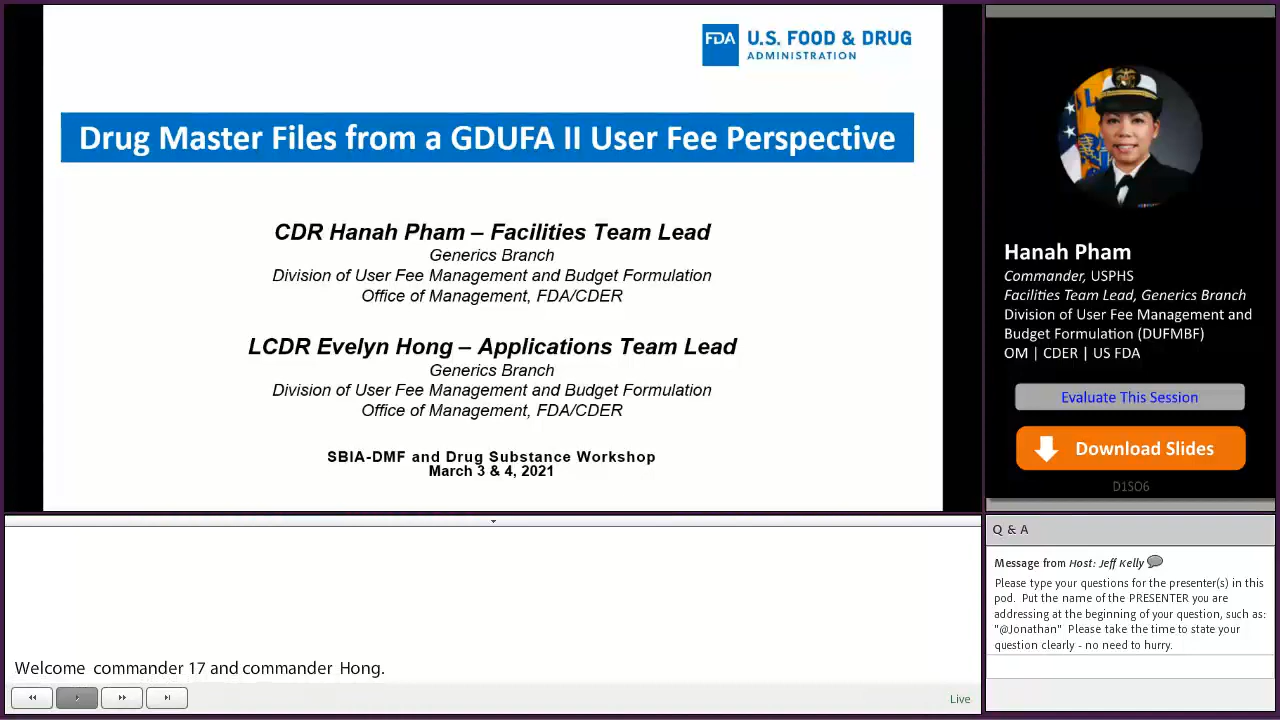 FDA U.S. FOOD & DRUG
ADMINISTRATION
Drug Master Files from a GDUFA II User Fee Perspective
CDR Hanah Pham – Facilities Team Lead
Generics Branch
Division of User Fee Management and Budget Formulation
Office of Management, FDA/CDER
LCDR Evelyn Hong – Applications Team Lead
Generics Branch
Division of User Fee Management and Budget Formulation
Office of Management, FDA/CDER
SBIA-DMF and Drug Substance Workshop
March 3 & 4, 2021
Hanah Pham
Commander, USPHS
Facilities Team Lead, Generics Branch
Division of User Fee Management and
Budget Formulation (DUFMBF)
OM | CDER | US FDA
Evaluate This Session
Download Slides
D1S06
Welcome commander 17 and commander Hong.
Live
Q & A
Message from Host: Jeff Kelly
Please type your questions for the presenter(s) in this
pod. Put the name of the PRESENTER you are
addressing at the beginning of your question, such as:
"@Jonathan" Please take the time to state your
question clearly - no need to hurry.